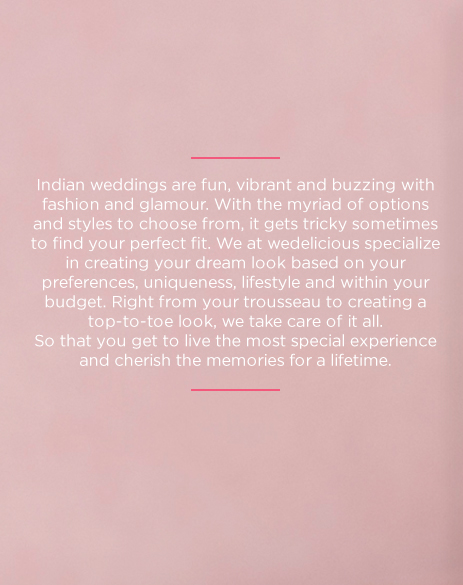 Indian weddings are fun, vibrant and buzzing with
fashion and glamour. With the myriad of options
and styles to choose from, it gets tricky sometimes
to find your perfect fit. We at wedelicious specialize
in creating your dream look based on your
preferences, uniqueness, lifestyle and within your
budget. Right from your trousseau to creating a
top-to-toe look, we take care of it all.
So that you get to live the most special experience
and cherish the memories for a lifetime.